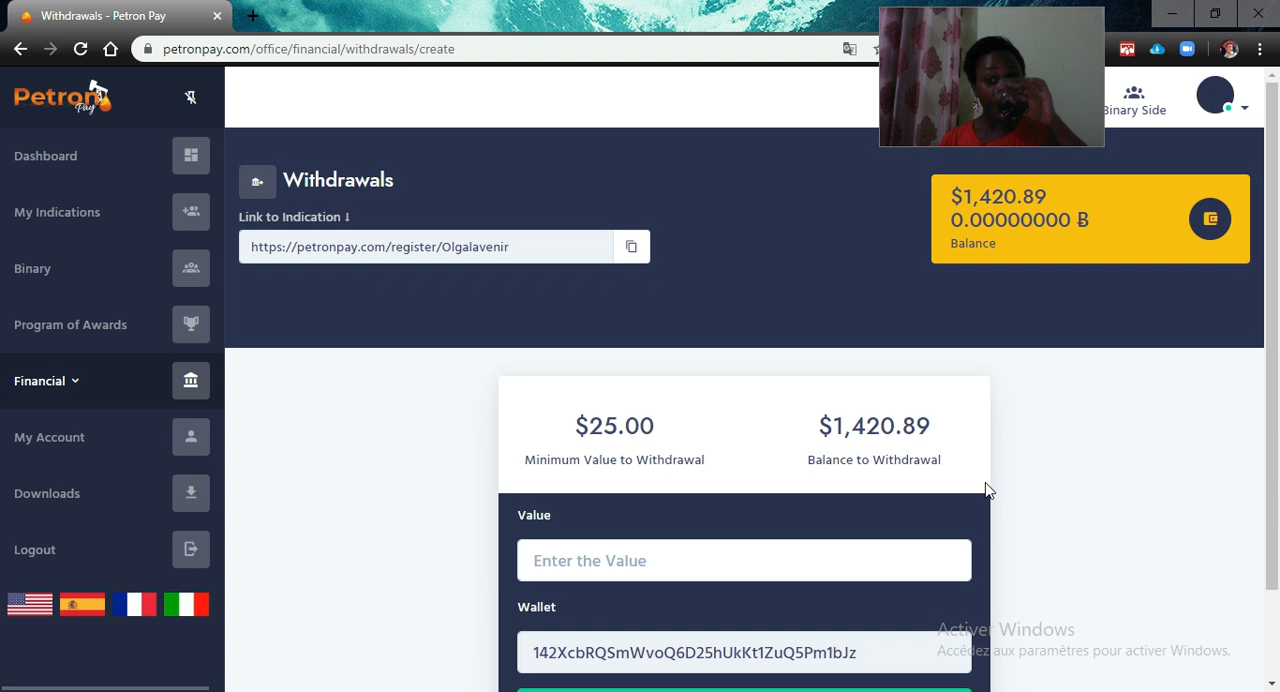 Withdrawals - Petron Pay
petronpay.com/office/financial/withdrawals/create
Petron
Pay
Binary Side
Dashboard
My Indications
Binary
Program of Awards
Financial
My Account
Downloads
Logout
Withdrawals
Link to Indication
https://petronpay.com/register/Olgalavenir
$1,420.89
0.00000000 Ƀ
Balance
$25.00
Minimum Value to Withdrawal
$1,420.89
Balance to Withdrawal
Value
Enter the Value
Wallet
142XcbRQSmWvoQ6D25hUkKt1ZuQ5Pm1bJz
Activer Windows
Accédez aux paramètres pour activer Windows.